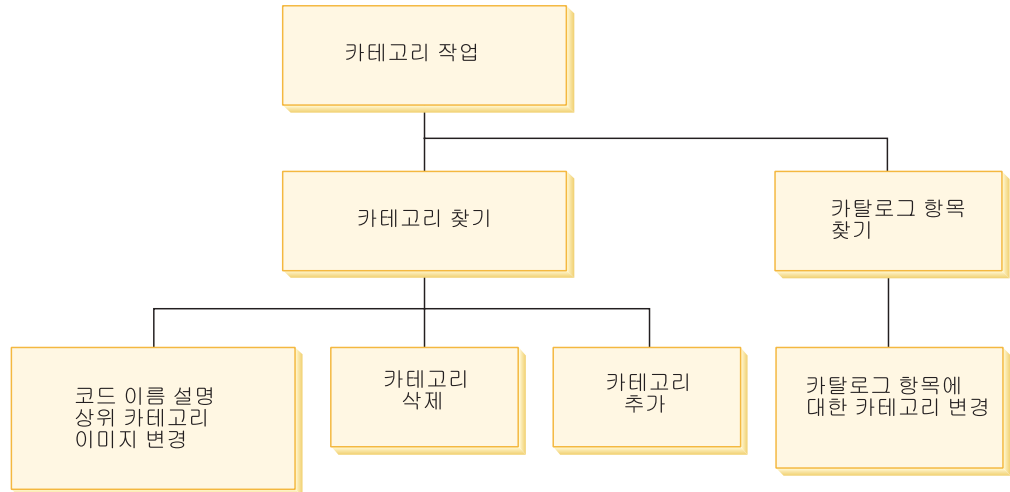 카테고리 작업
카테고리 찾기
카탈로그 항목
찾기
코드 이름 설명
상위 카테고리
이미지 변경
카테고리
삭제
카테고리
추가
카탈로그 항목에
대한 카테고리 변경